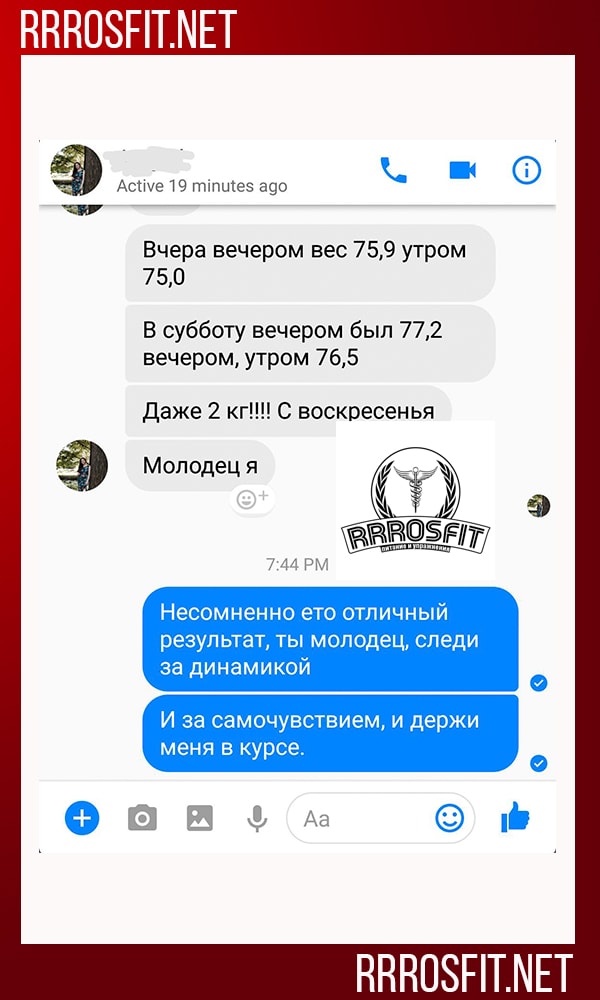 RRROSFIT.NET
Active 19 minutes ago
Вчера вечером вес 75,9 утром
75,0
В субботу вечером был 77,2
вечером, утром 76,5
Даже 2 кг!!!! С воскресенья
Молодец я
RRROSFIT
питание и упражнения
7:44 PM
Несомненно ето отличный
результат, ты молодец, следи
за динамикой
И за самочувствием, и держи
меня в курсе.
Aa
RRROSFIT.NET